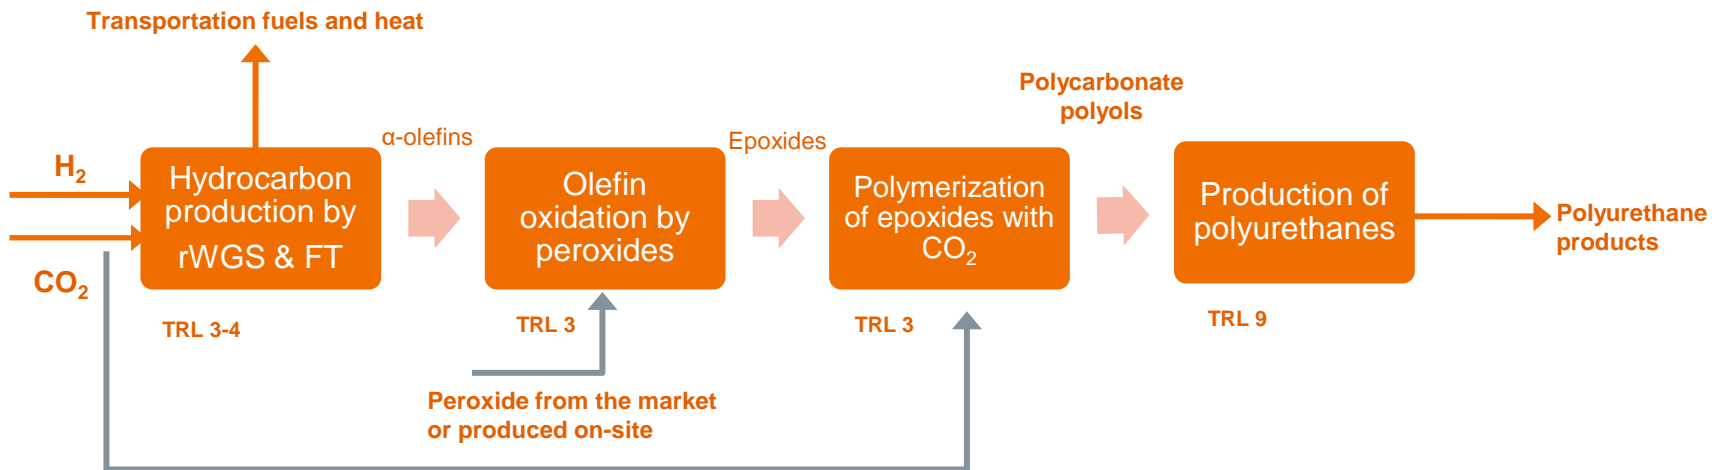 Transportation fuels and heat
H₂
CO₂
Hydrocarbon
production by
rWGS & FT
TRL 3-4
α-olefins
Olefin
oxidation by
peroxides
TRL 3
Peroxide from the market
or produced on-site
Epoxides
Polymerization
of epoxides with
CO₂
TRL 3
Polycarbonate
polyols
Production of
polyurethanes
TRL 9
Polyurethane
products